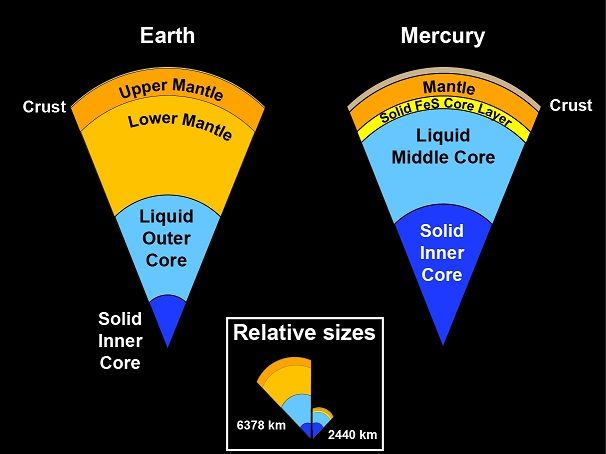 Earth
Mercury
Crust
Upper Mantle
Lower Mantle
Liquid
Outer
Core
Solid
Inner
Core
Mantle
Solid FeS Core Layer
Crust
Liquid
Middle Core
Solid
Inner
Core
Relative sizes
6378 km
2440 km